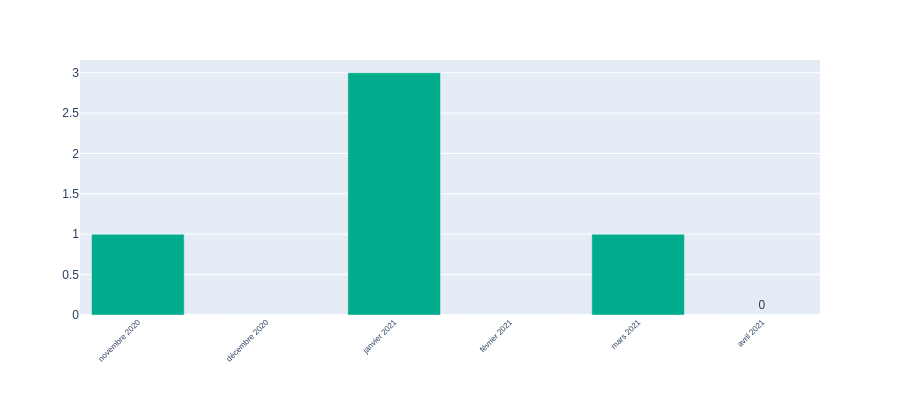 3
2.5
2
1.5
1
0.5
0
0
novembre 2020
décembre 2020
janvier 2021
février 2021
mars 2021
avril 2021